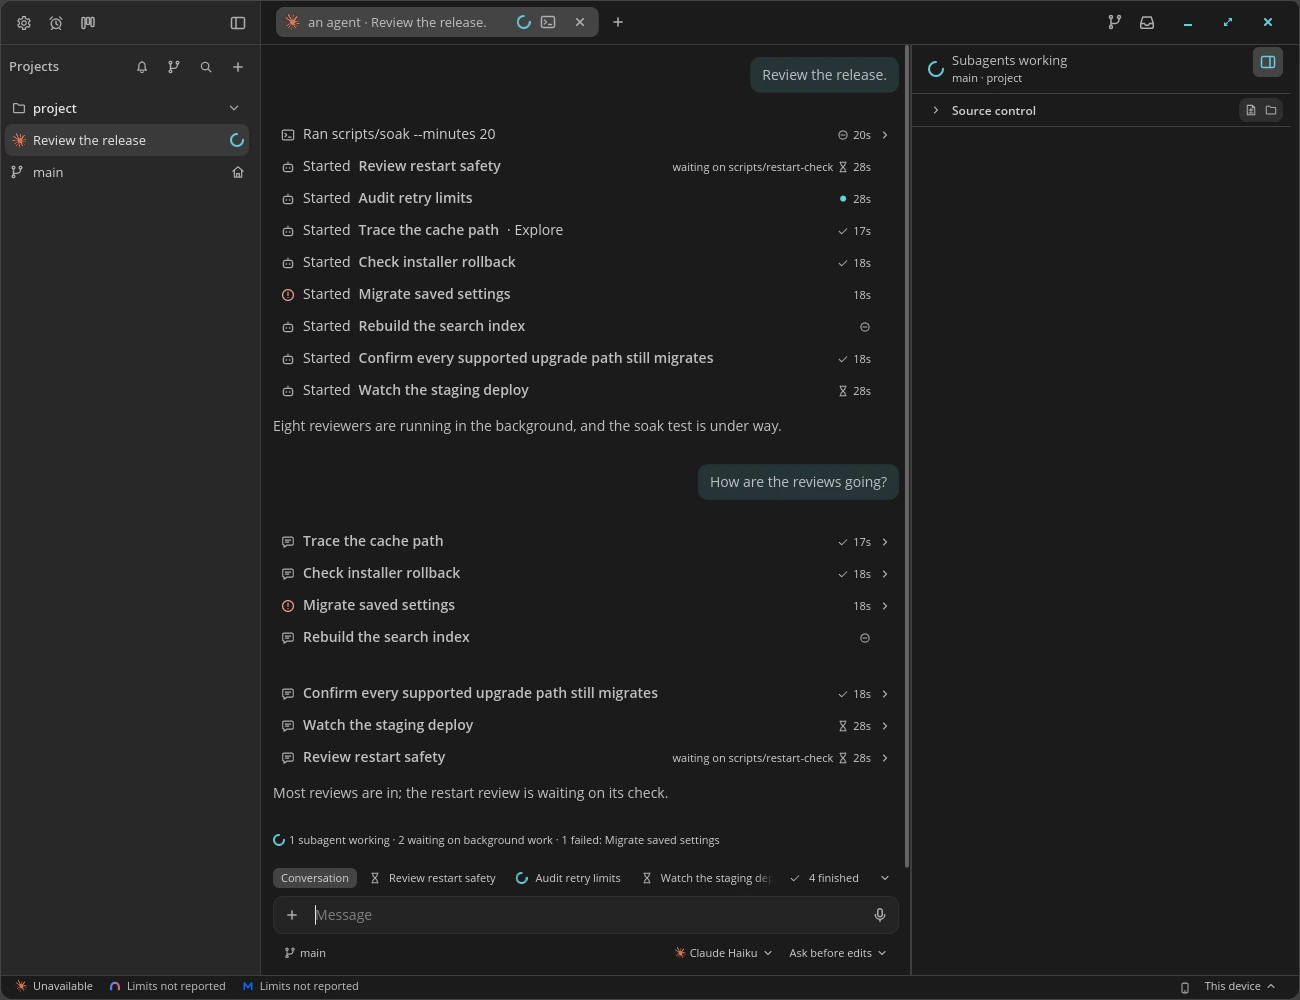 an agent · Review the release.
Projects
project
Review the release
main
Review the release.
Ran scripts/soak --minutes 20 20s
Started Review restart safety waiting on scripts/restart-check 28s
Started Audit retry limits 28s
Started Trace the cache path · Explore 17s
Started Check installer rollback 18s
Started Migrate saved settings 18s
Started Rebuild the search index
Started Confirm every supported upgrade path still migrates 18s
Started Watch the staging deploy 28s
Eight reviewers are running in the background, and the soak test is under way.
How are the reviews going?
Trace the cache path 17s
Check installer rollback 18s
Migrate saved settings 18s
Rebuild the search index
Confirm every supported upgrade path still migrates 18s
Watch the staging deploy 28s
Review restart safety waiting on scripts/restart-check 28s
Most reviews are in; the restart review is waiting on its check.
1 subagent working · 2 waiting on background work · 1 failed: Migrate saved settings
Conversation Review restart safety Audit retry limits Watch the staging dep 4 finished
Message
main Claude Haiku Ask before edits
Subagents working
main · project
Source control
Unavailable Limits not reported Limits not reported This device